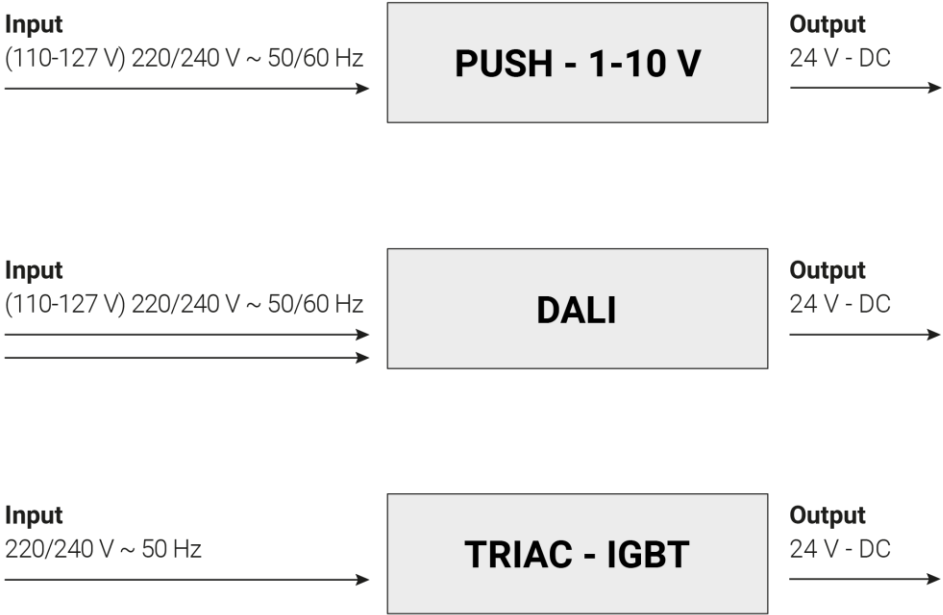 Input
(110-127 V) 220/240 V ~ 50/60 Hz
PUSH - 1-10 V
Output
24 V - DC
Input
(110-127 V) 220/240 V ~ 50/60 Hz
DALI
Output
24 V - DC
Input
220/240 V ~ 50 Hz
TRIAC - IGBT
Output
24 V - DC